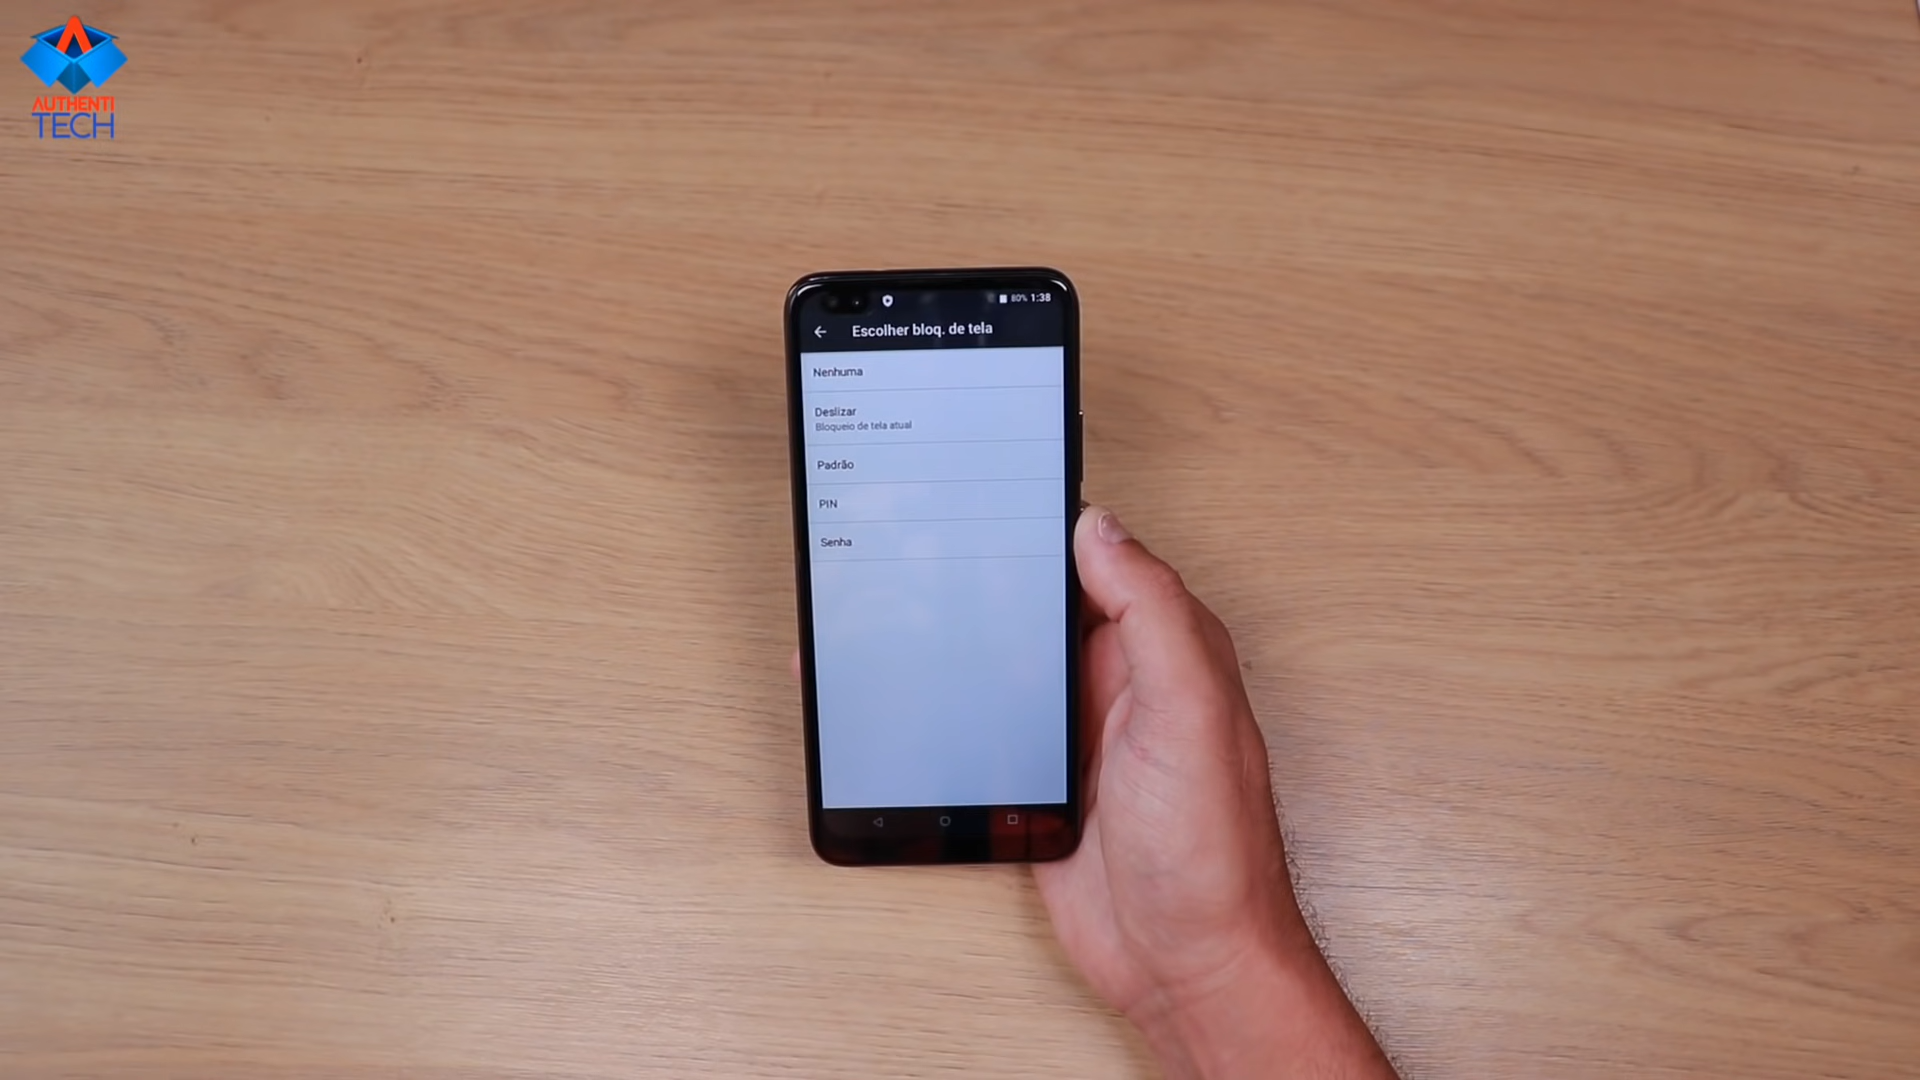 AUTHENTI
TECH
80% 1:38
Escolher bloq. de tela
Nenhuma
Deslizar
Bloqueio de tela atual
Padrão
PIN
Senha